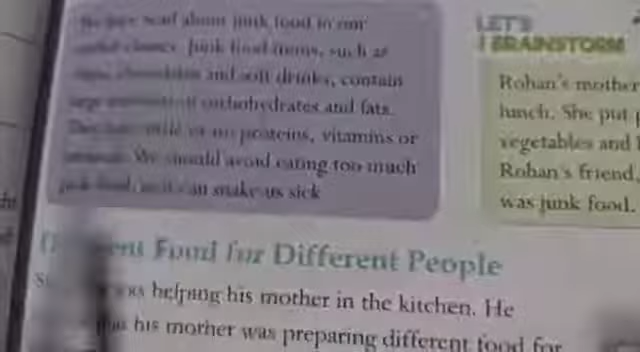 read about junk food in our
Junk food items, such as
and soft drinks, contain
carbohydrates and fats.
little or no proteins, vitamins or
We should avoid eating too much
can make us sick
LET'S
BRAINSTORM
Rohan's mother
lunch. She put
vegetables and
Rohan's friend,
was junk food.
Different Food for Different People
was helping his mother in the kitchen. He
his mother was preparing different food for